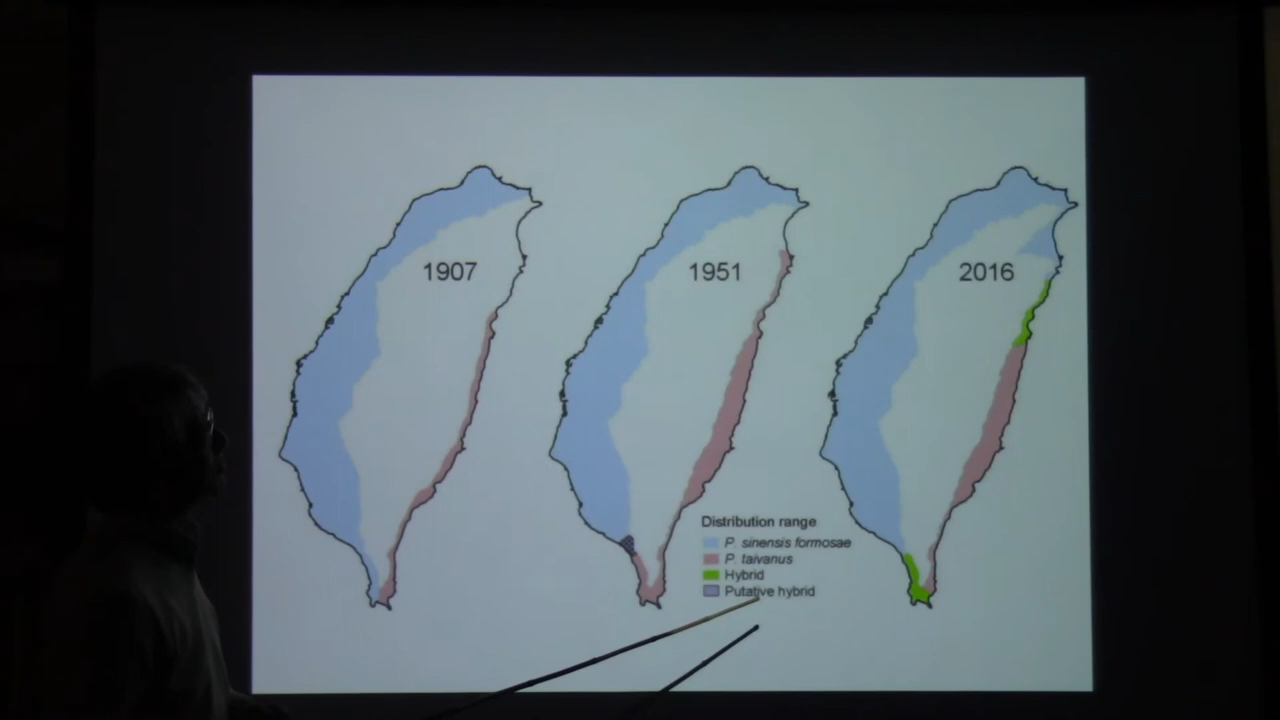 1907
1951
2016
Distribution range
P. sinensis formosae
P. taivanus
Hybrid
Putative hybrid